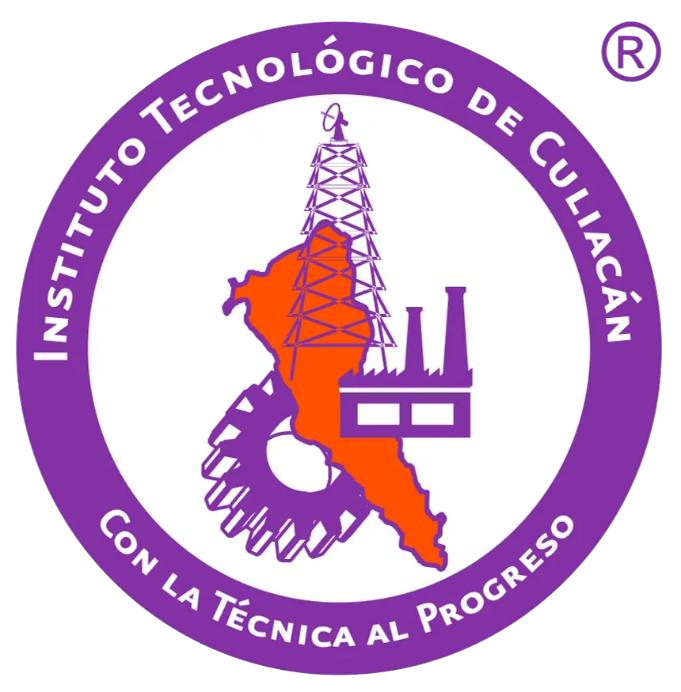 INSTITUTO TECNOLÓGICO DE CULIACÁN
®
CON LA TÉCNICA AL PROGRESO